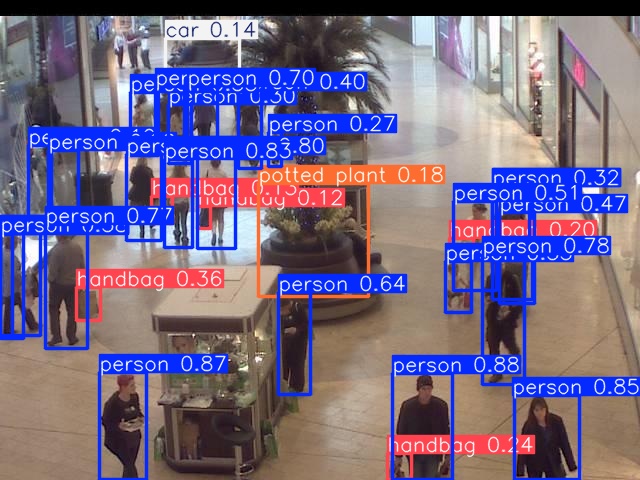 car 0.14
person 0.70
0.40
person 0.30
person 0.27
person
person 0.83
.80
potted plant 0.18
handbag 0.13
handbag 0.12
person 0.32
person 0.51
0.47
person 0.77
handbag 0.20
person 0.78
handbag 0.36
person 0.64
person 0.87
person 0.88
person 0.85
handbag 0.24